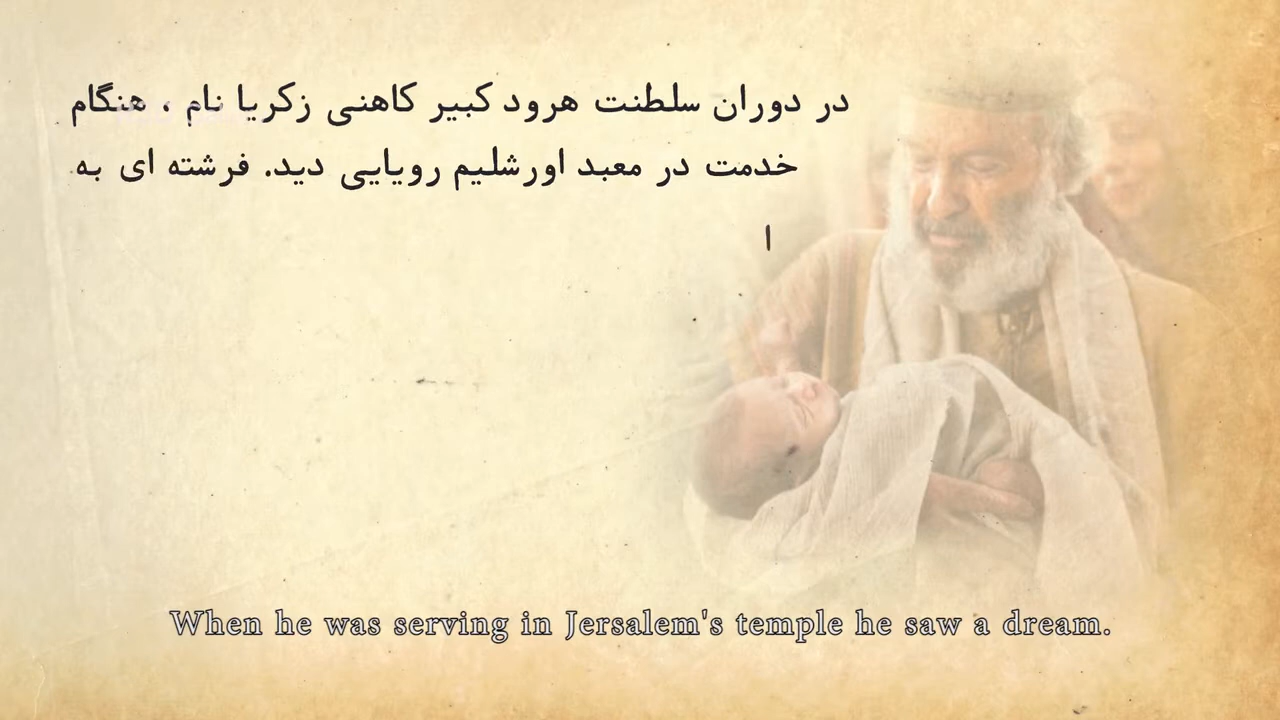 در دوران سلطنت هرود کبیر کاهنی زکریا نام ، هنگام
خدمت در معبد اورشلیم رویایی دید. فرشته ای به
ا
When he was serving in Jersalem's temple he saw a dream.